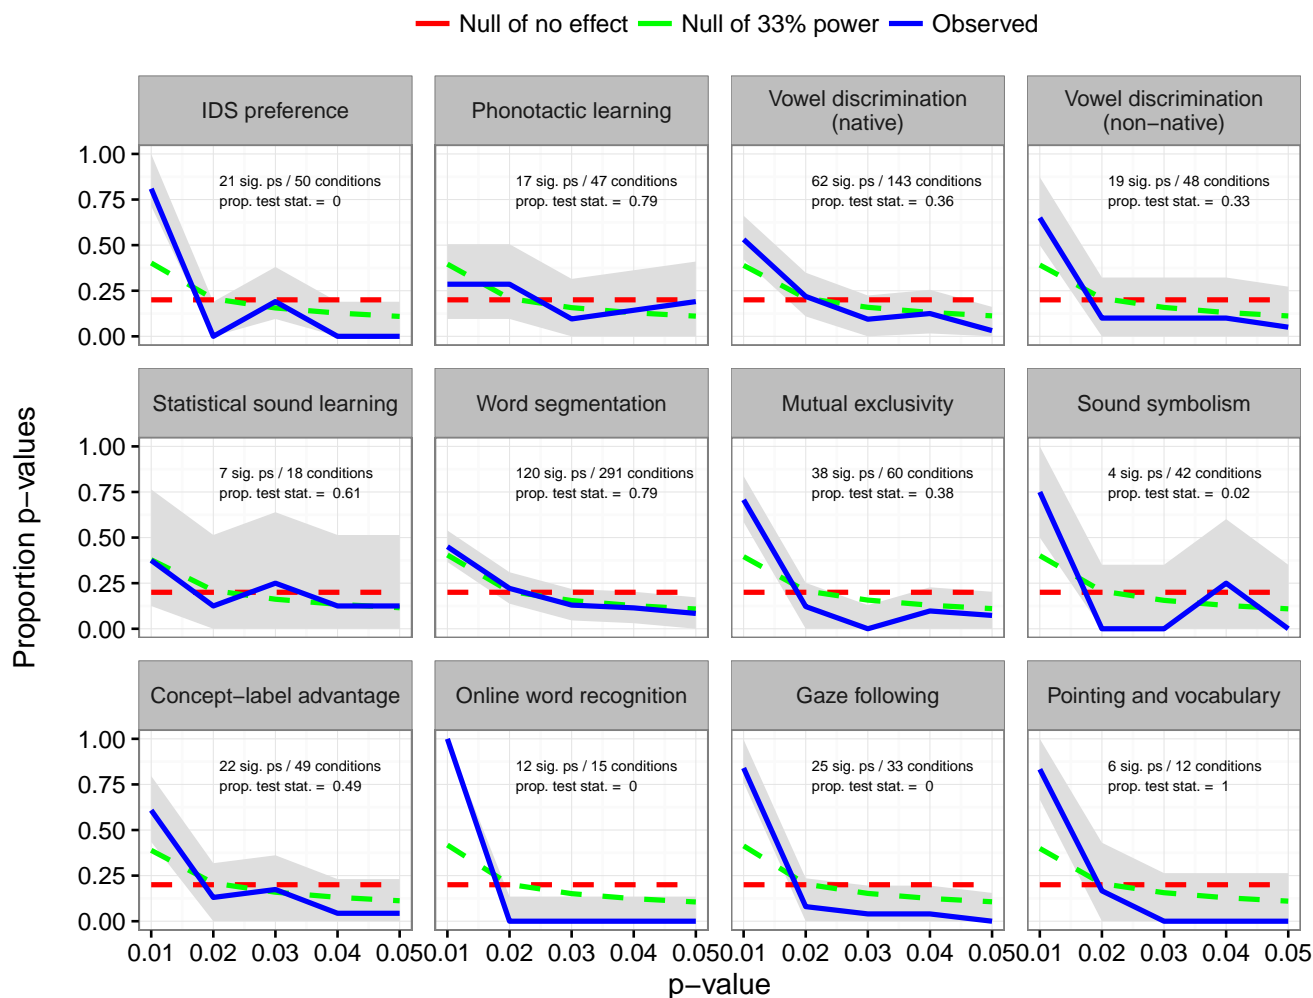 Null of no effect Null of 33% power Observed
IDS preference
Phonotactic learning
Vowel discrimination
(native)
Vowel discrimination
(non−native)
1.00
0.75
0.50
0.25
0.00
21 sig. ps / 50 conditions
prop. test stat. = 0
17 sig. ps / 47 conditions
prop. test stat. = 0.79
62 sig. ps / 143 conditions
prop. test stat. = 0.36
19 sig. ps / 48 conditions
prop. test stat. = 0.33
Statistical sound learning
Word segmentation
Mutual exclusivity
Sound symbolism
1.00
0.75
0.50
0.25
0.00
7 sig. ps / 18 conditions
prop. test stat. = 0.61
120 sig. ps / 291 conditions
prop. test stat. = 0.79
38 sig. ps / 60 conditions
prop. test stat. = 0.38
4 sig. ps / 42 conditions
prop. test stat. = 0.02
Concept−label advantage
Online word recognition
Gaze following
Pointing and vocabulary
1.00
0.75
0.50
0.25
0.00
22 sig. ps / 49 conditions
prop. test stat. = 0.49
12 sig. ps / 15 conditions
prop. test stat. = 0
25 sig. ps / 33 conditions
prop. test stat. = 0
6 sig. ps / 12 conditions
prop. test stat. = 1
0.01 0.02 0.03 0.04 0.05 0.01 0.02 0.03 0.04 0.05 0.01 0.02 0.03 0.04 0.05 0.01 0.02 0.03 0.04 0.05
p−value
Proportion p−values